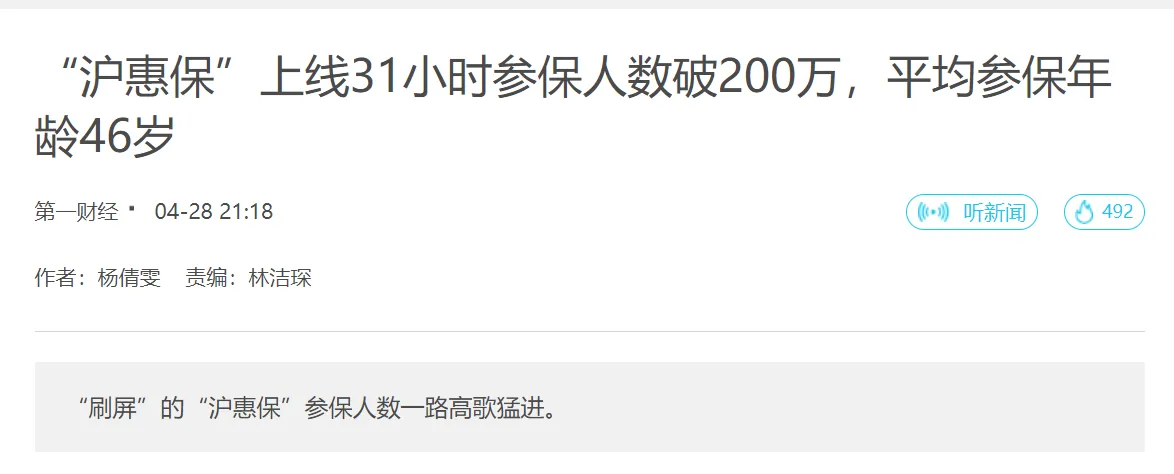 “沪惠保”上线31小时参保人数破200万，平均参保年
龄46岁
第一财经 · 04-28 21:18
听新闻
492
作者：杨倩雯 责编：林洁琛
“刷屏”的“沪惠保”参保人数一路高歌猛进。